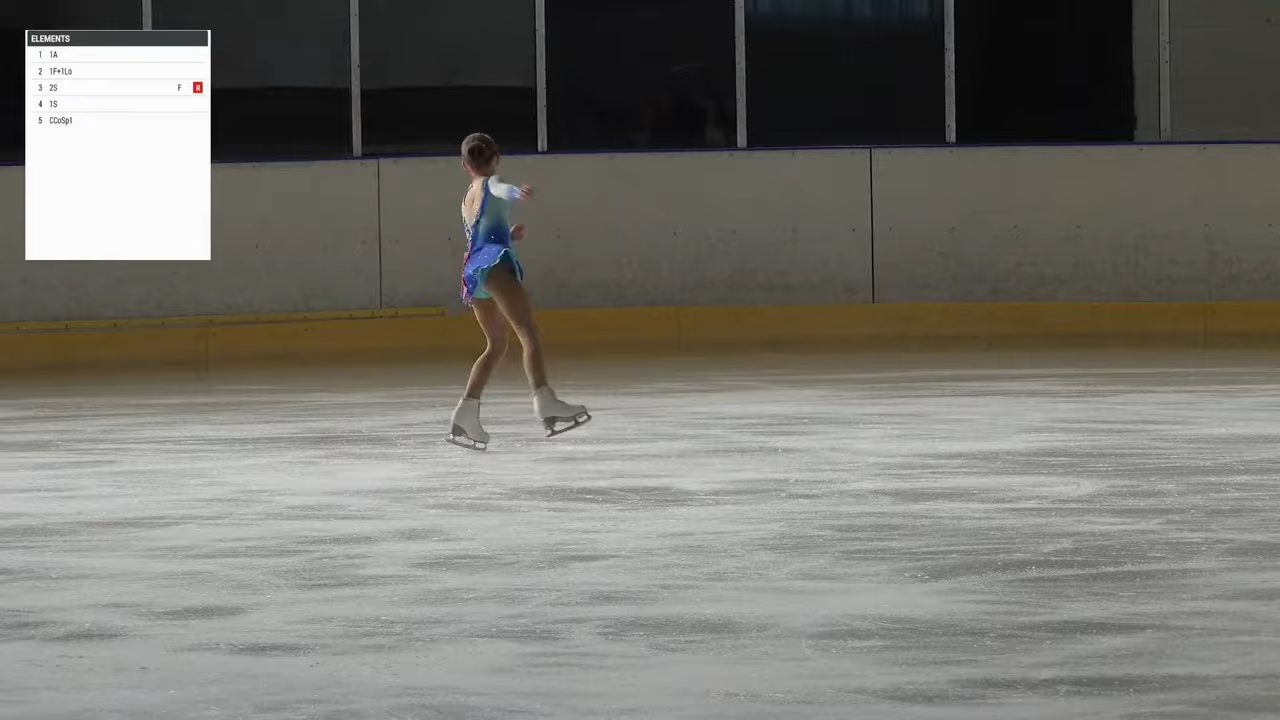 ELEMENTS
1 1A
2 1F+1Lo
3 2S F R
4 1S
5 CCoSp1